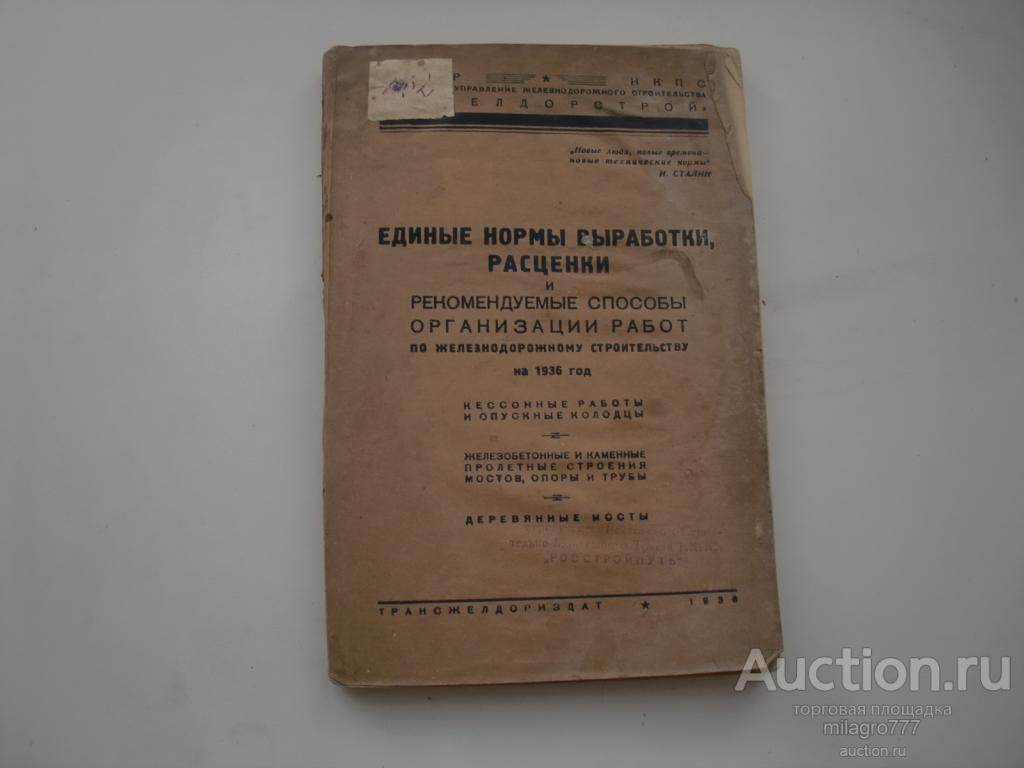 Р НКПС
УПРАВЛЕНИЕ ЖЕЛЕЗНОДОРОЖНОГО СТРОИТЕЛЬСТВА
ЕЛДОРСТРОЙ»
„Новые люди, новые времена—
новые технические нормы“
И. СТАЛИН
ЕДИНЫЕ НОРМЫ ВЫРАБОТКИ,
РАСЦЕНКИ
И
РЕКОМЕНДУЕМЫЕ СПОСОБЫ
ОРГАНИЗАЦИИ РАБОТ
ПО ЖЕЛЕЗНОДОРОЖНОМУ СТРОИТЕЛЬСТВУ
на 1936 год
КЕССОННЫЕ РАБОТЫ
И ОПУСКНЫЕ КОЛОДЦЫ
ЖЕЛЕЗОБЕТОННЫЕ И КАМЕННЫЕ
ПРОЛЕТНЫЕ СТРОЕНИЯ
МОСТОВ, ОПОРЫ И ТРУБЫ
ДЕРЕВЯННЫЕ МОСТЫ
„РОССТРОЙПУТЬ“
ТРАНСЖЕЛДОРИЗДАТ ★ 1936
Auction.ru
торговая площадка
milagro777
auction.ru